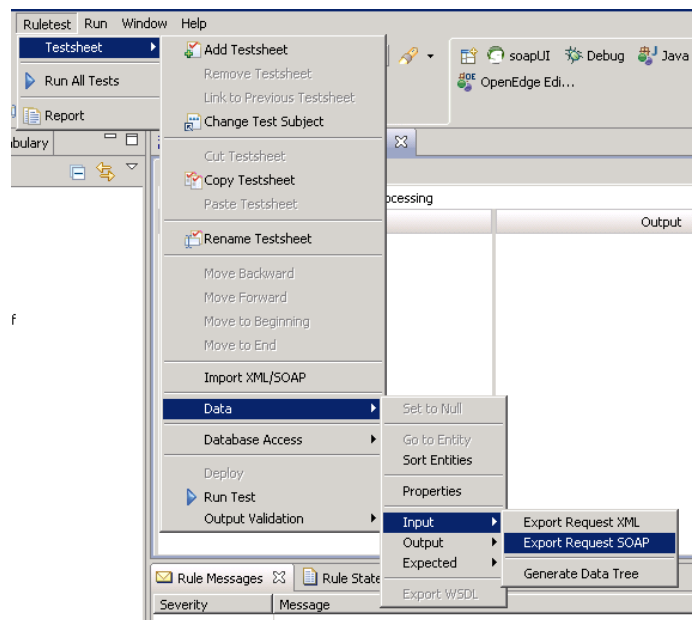 Ruletest Run Window Help
Testsheet
Run All Tests
Report
Add Testsheet
Remove Testsheet
Link to Previous Testsheet
Change Test Subject
Cut Testsheet
Copy Testsheet
Paste Testsheet
Rename Testsheet
Move Backward
Move Forward
Move to Beginning
Move to End
Import XML/SOAP
Data
Database Access
Deploy
Run Test
Output Validation
Set to Null
Go to Entity
Sort Entities
Properties
Input
Output
Expected
Export WSDL
Export Request XML
Export Request SOAP
Generate Data Tree
soapUI Debug Java
OpenEdge Edi...
bulary
ocessing
Output
f
Rule Messages Rule State
Severity Message